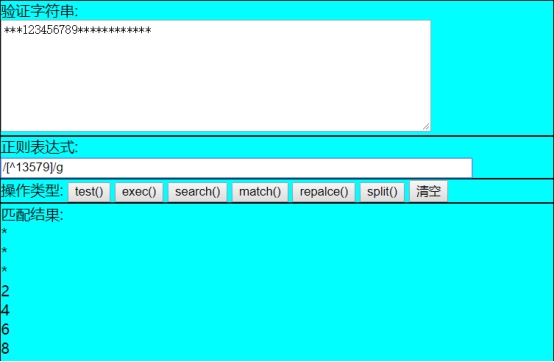 验证字符串:
***123456789************
正则表达式:
/[^13579]/g
操作类型: test() exec() search() match() repalce() split() 清空
匹配结果:
*
*
*
2
4
6
8